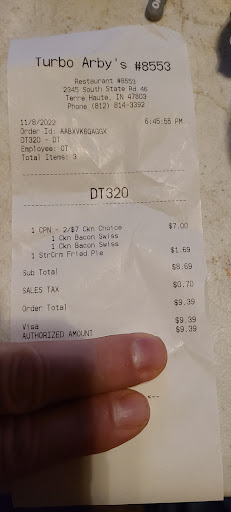 Turbo Arby's #8553
Restaurant #8553
2345 South State Rd 46
Terre Haute, IN 47803
Phone (812) 814-3392
11/8/2022 6:45:55 PM
Order Id: AABXVK6QAGGX
DT320 - DT
Employee: OT
Total Items: 3
DT320
1 CPN - 2/$7 Ckn Choice $7.00
1 Ckn Bacon Swiss
1 Ckn Bacon Swiss
1 StrCrn Fried Pie $1.69
Sub Total $8.69
SALES TAX $0.70
Order Total $9.39
Visa $9.39
AUTHORIZED AMOUNT $9.39
<--